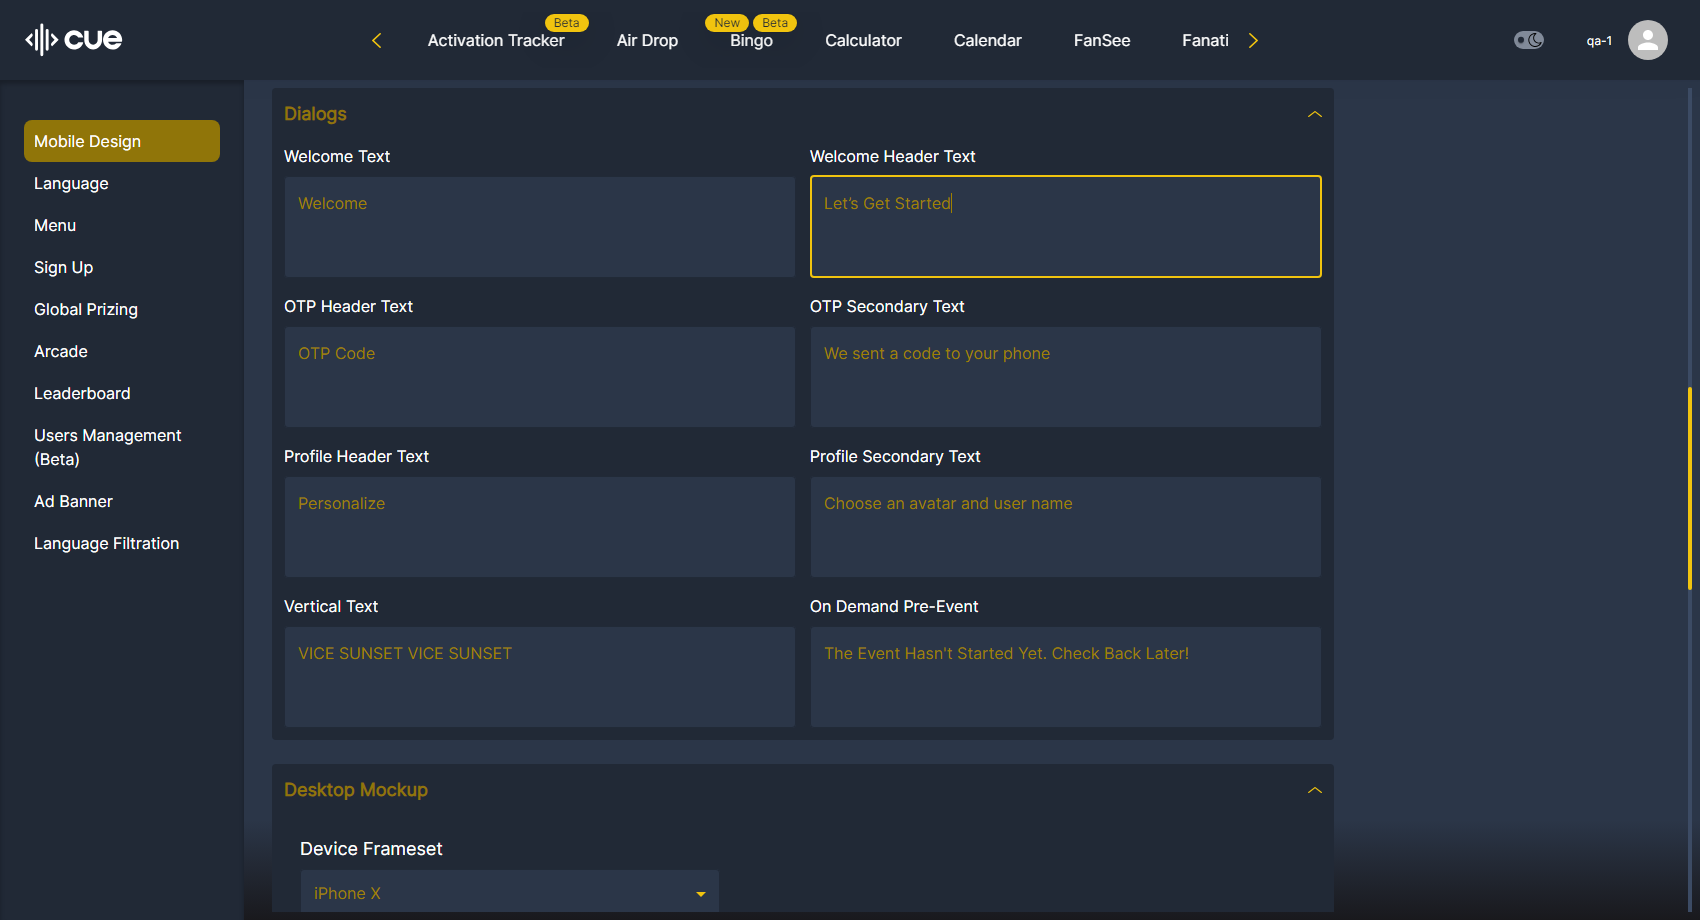 cue
Beta
New
Beta
Activation Tracker
Air Drop
Bingo
Calculator
Calendar
FanSee
Fanati
qa-1
Mobile Design
Language
Menu
Sign Up
Global Prizing
Arcade
Leaderboard
Users Management
(Beta)
Ad Banner
Language Filtration
Dialogs
Welcome Text
Welcome Header Text
Welcome
Let’s Get Started
OTP Header Text
OTP Secondary Text
OTP Code
We sent a code to your phone
Profile Header Text
Profile Secondary Text
Personalize
Choose an avatar and user name
Vertical Text
On Demand Pre-Event
VICE SUNSET VICE SUNSET
The Event Hasn't Started Yet. Check Back Later!
Desktop Mockup
Device Frameset
iPhone X